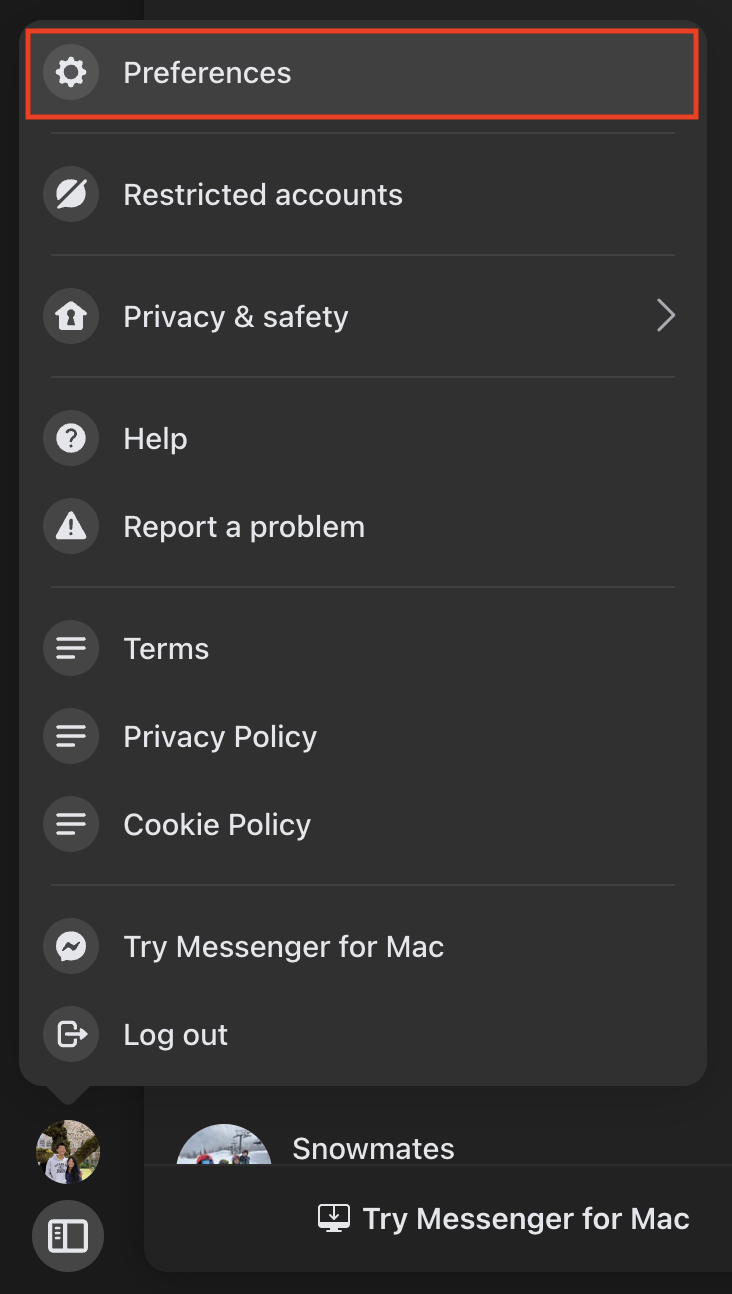 Preferences
Restricted accounts
Privacy & safety
Help
Report a problem
Terms
Privacy Policy
Cookie Policy
Try Messenger for Mac
Log out
Snowmates
Try Messenger for Mac